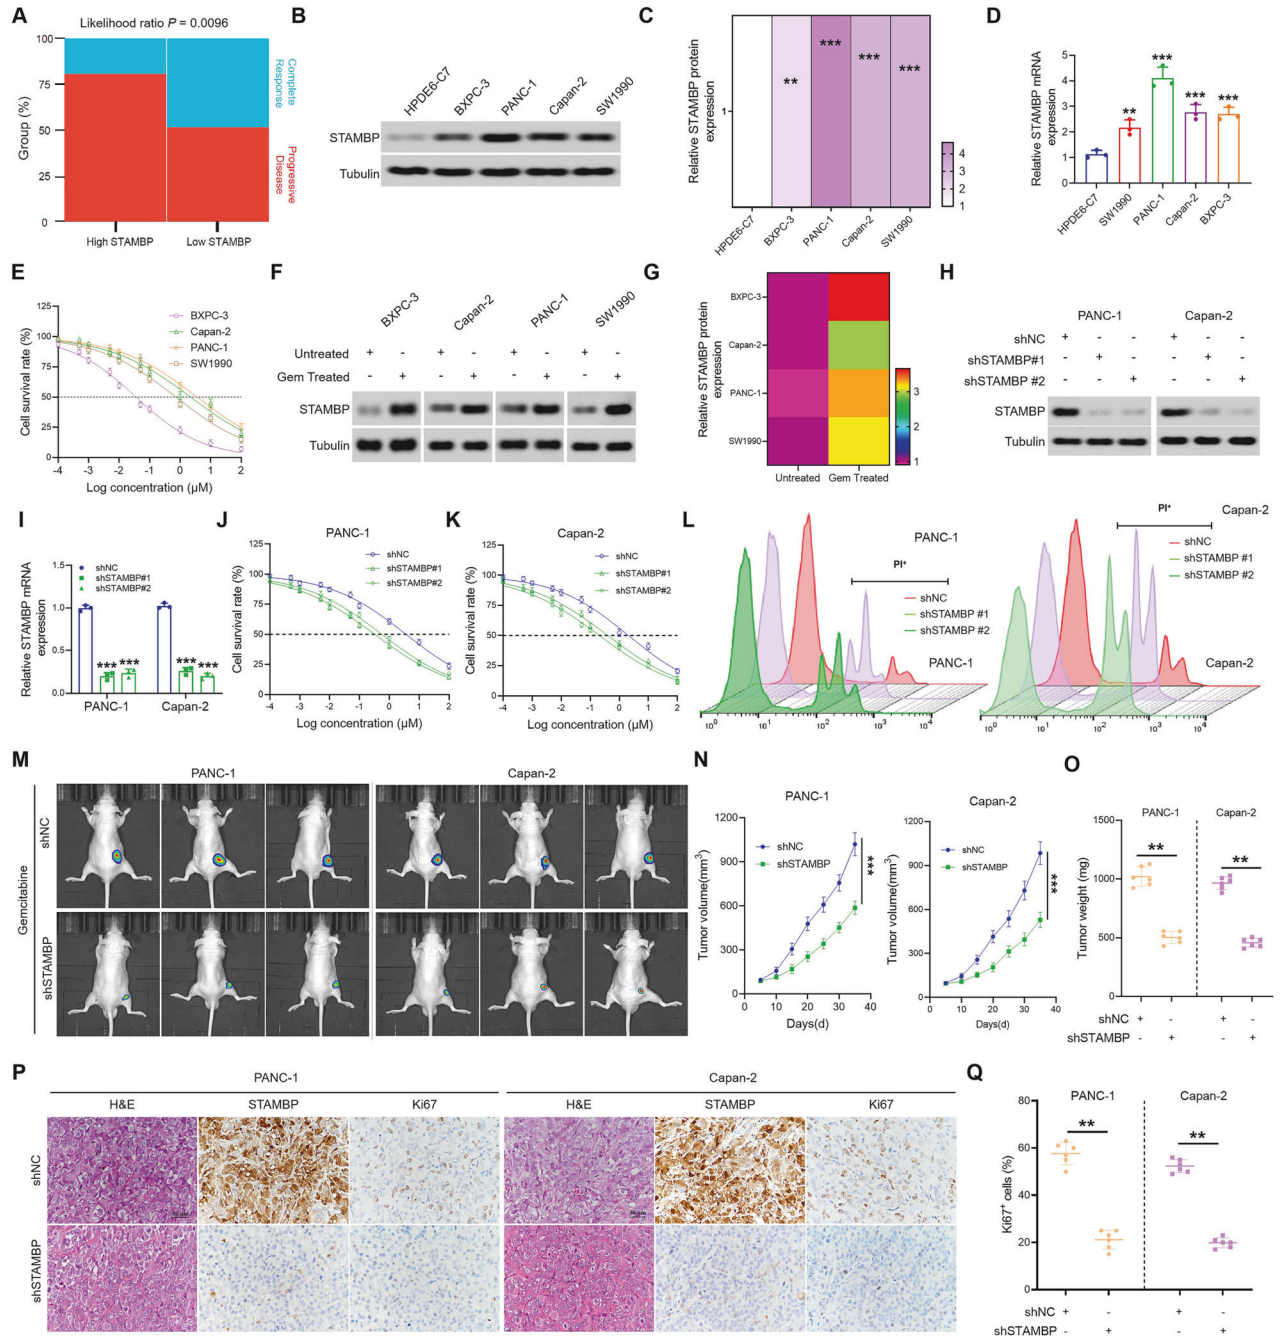 A
Likelihood ratio P = 0.0096
Group (%)
100
75
50
25
0
Complete Response
Progressive Disease
High STAMBP
Low STAMBP
B
HPDE6-C7
BXPC-3
PANC-1
Capan-2
SW1990
STAMBP
Tubulin
C
Relative STAMBP protein
expression
1
**
***
***
***
HPDE6-C7
BXPC-3
PANC-1
Capan-2
SW1990
4
3
2
1
D
Relative STAMBP mRNA
expression
5
4
3
2
1
0
**
***
***
***
HPDE6-C7
SW1990
PANC-1
Capan-2
BXPC-3
E
Cell survival rate (%)
125
100
75
50
25
0
BXPC-3
Capan-2
PANC-1
SW1990
-4 -3 -2 -1 0 1 2
Log concentration (μM)
F
BXPC-3
Capan-2
PANC-1
SW1990
Untreated + - + - + - + -
Gem Treated - + - + - + - +
STAMBP
Tubulin
G
Relative STAMBP protein
expression
BXPC-3
Capan-2
PANC-1
SW1990
Untreated
Gem Treated
3
2
1
H
PANC-1
Capan-2
shNC + - - + - -
shSTAMBP#1 - + - - + -
shSTAMBP #2 - - + - - +
STAMBP
Tubulin
I
Relative STAMBP mRNA
expression
1.5
1.0
0.5
0.0
shNC
shSTAMBP#1
shSTAMBP#2
*** ***
*** ***
PANC-1
Capan-2
J
PANC-1
Cell survival rate (%)
125
100
75
50
25
0
shNC
shSTAMBP#1
shSTAMBP#2
-4 -3 -2 -1 0 1 2
Log concentration (μM)
K
Capan-2
Cell survival rate (%)
125
100
75
50
25
0
shNC
shSTAMBP#1
shSTAMBP#2
-4 -3 -2 -1 0 1 2
Log concentration (μM)
L
PANC-1
PI+
shNC
shSTAMBP #1
shSTAMBP #2
PANC-1
10⁰ 10¹ 10² 10³ 10⁴
PI+
Capan-2
shNC
shSTAMBP #1
shSTAMBP #2
Capan-2
10⁰ 10¹ 10² 10³ 10⁴
M
PANC-1
Capan-2
Gemcitabine
shNC
shSTAMBP
N
PANC-1
Tumor volume(mm³)
1200
900
600
300
0
shNC
shSTAMBP
***
0 10 20 30 40
Days(d)
Capan-2
Tumor volume(mm³)
1200
900
600
300
0
shNC
shSTAMBP
***
0 10 20 30 40
Days(d)
O
PANC-1
Capan-2
Tumor weight (mg)
1500
1000
500
0
**
**
shNC + - + -
shSTAMBP - + - +
P
PANC-1
Capan-2
H&E
STAMBP
Ki67
H&E
STAMBP
Ki67
shNC
shSTAMBP
50 μm
50 μm
Q
PANC-1
Capan-2
Ki67⁺ cells (%)
80
60
40
20
0
**
**
shNC + - + -
shSTAMBP - + - +